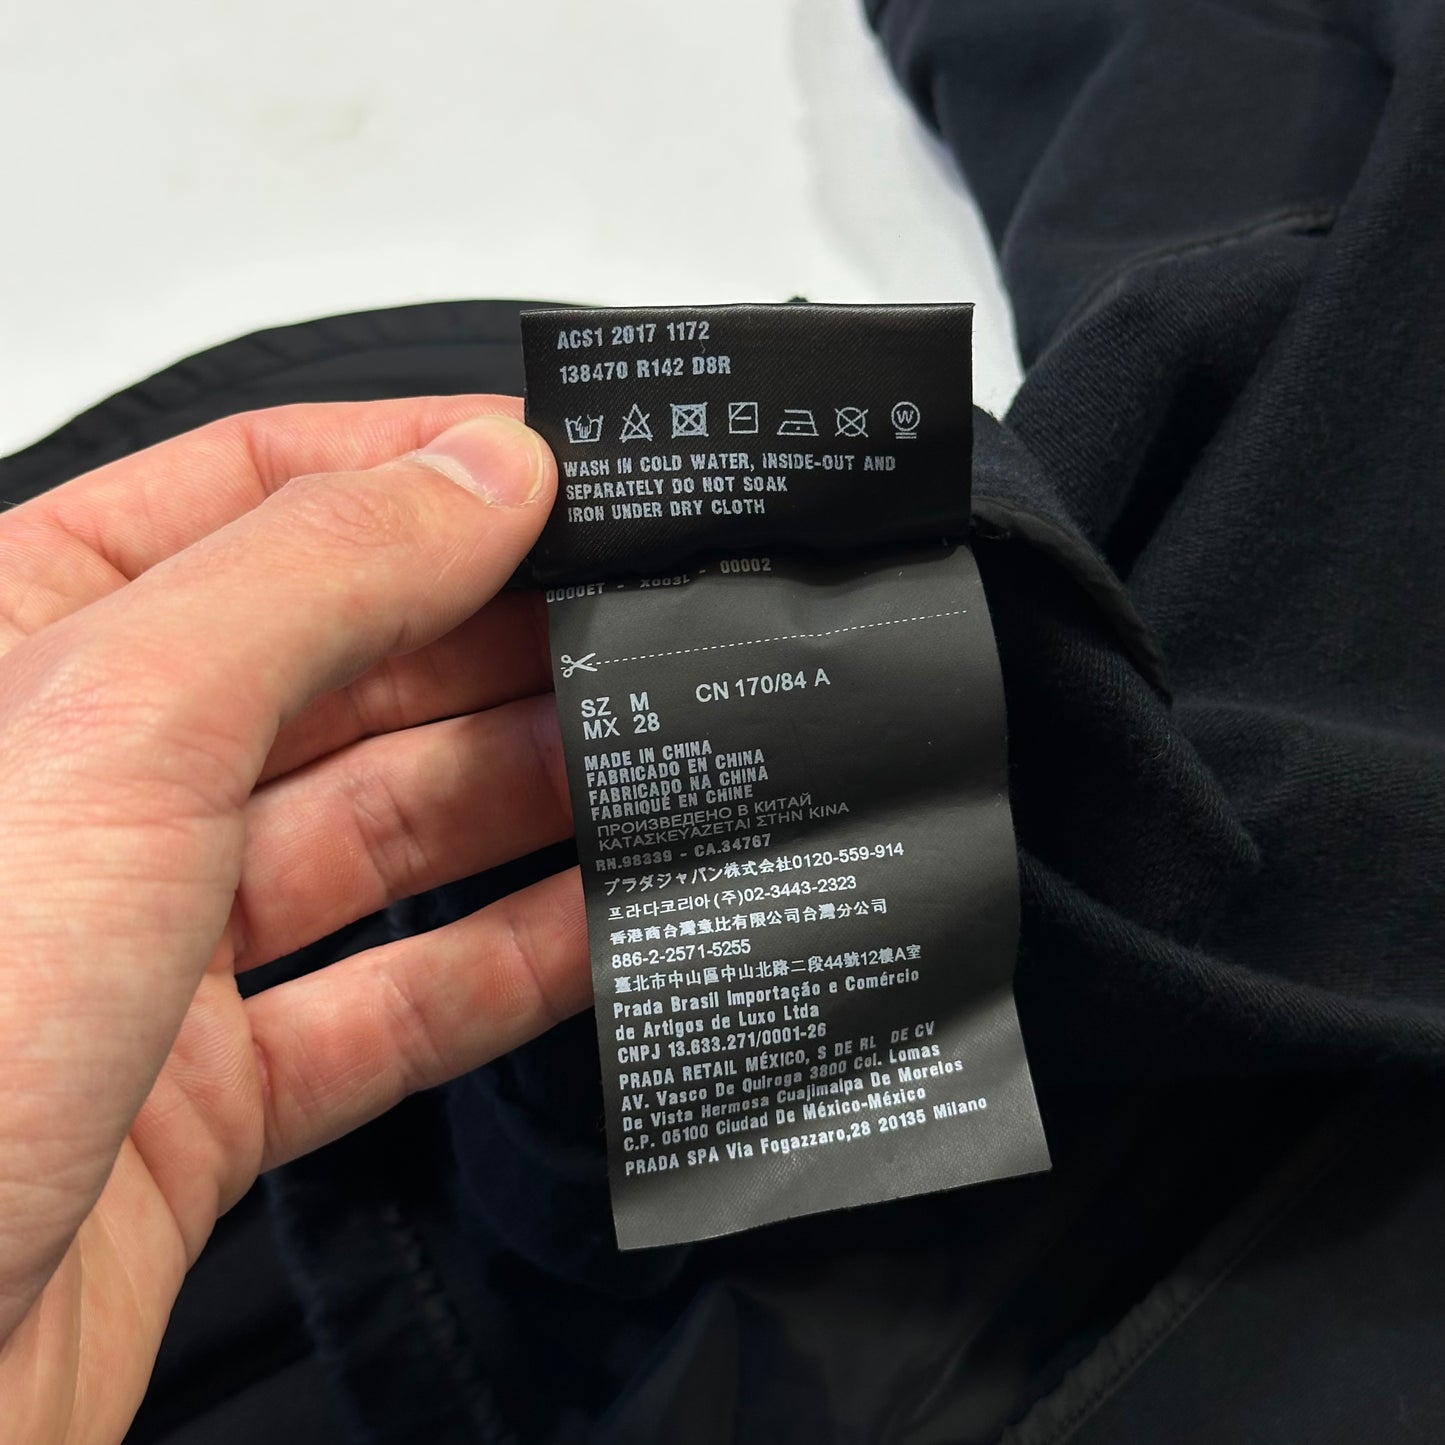 ACS1 2017 1172
138470 R142 D8R
W
WASH IN COLD WATER, INSIDE-OUT AND
SEPARATELY DO NOT SOAK
IRON UNDER DRY CLOTH
- 00002
SZ M CN 170/84 A
MX 28
MADE IN CHINA
FABRICADO EN CHINA
FABRICADO NA CHINA
FABRIQUÉ EN CHINE
ПРОИЗВЕДЕНО В КИТАЙ
ΚΑΤΑΣΚΕΥΑΖΕΤΑΙ ΣΤΗΝ ΚΙΝΑ
RN.98339 - CA.34767
プラダジャパン株式会社0120-559-914
프라다코리아(주)02-3443-2323
香港商台灣童比有限公司台灣分公司
886-2-2571-5255
臺北市中山區中山北路二段44號12樓A室
Prada Brasil Importação e Comércio
de Artigos de Luxo Ltda
CNPJ 13.633.271/0001-26
PRADA RETAIL MÉXICO, S DE RL DE CV
AV. Vasco De Quiroga 3800 Col. Lomas
De Vista Hermosa Cuajimalpa De Morelos
C.P. 05100 Ciudad De México-México
PRADA SPA Via Fogazzaro,28 20135 Milano